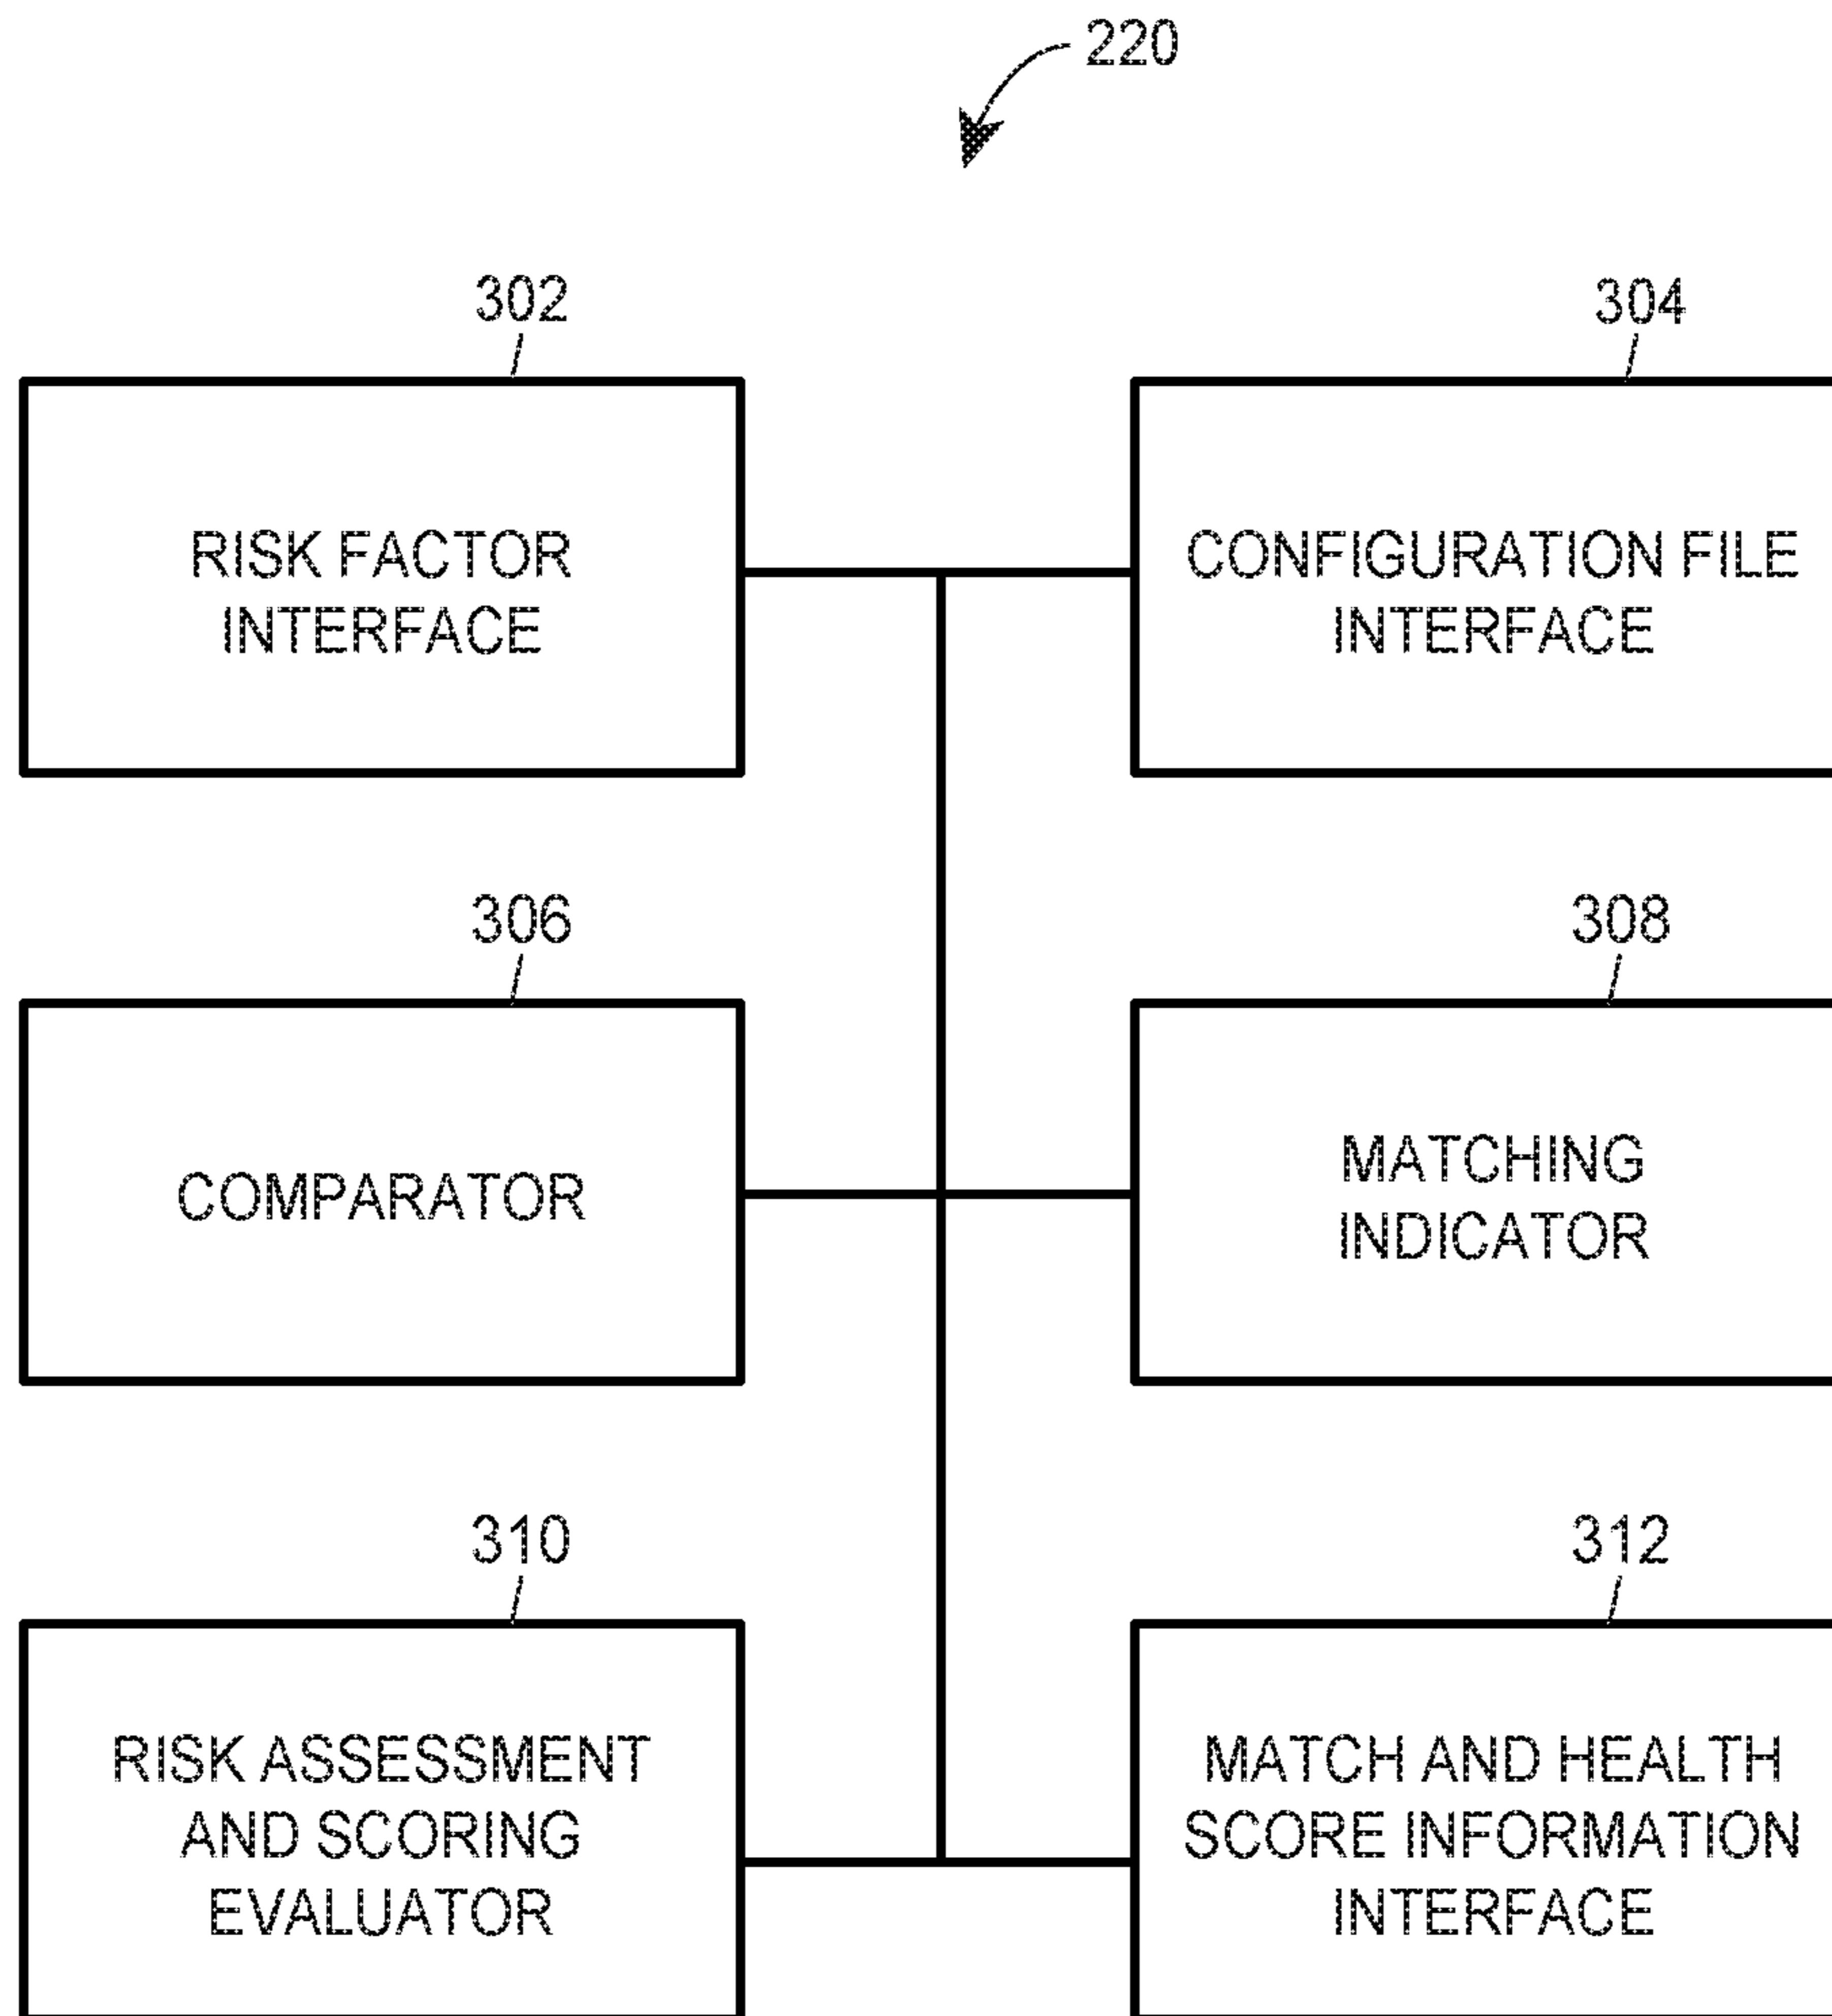 220
302
304
RISK FACTOR
INTERFACE
CONFIGURATION FILE
INTERFACE
306
308
COMPARATOR
MATCHING
INDICATOR
310
312
RISK ASSESSMENT
AND SCORING
EVALUATOR
MATCH AND HEALTH
SCORE INFORMATION
INTERFACE